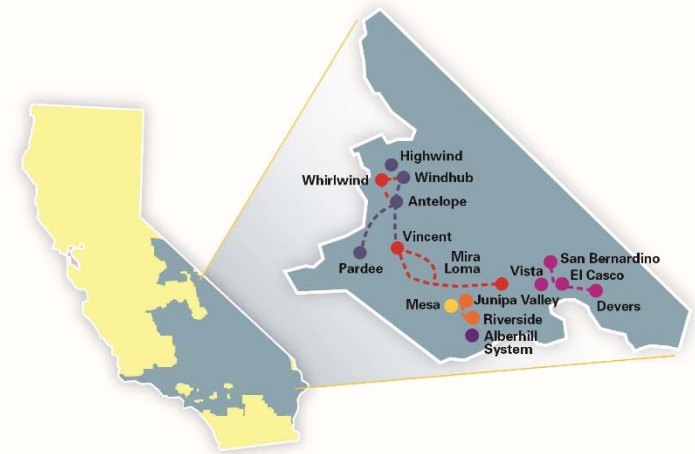 Highwind
Whirlwind
Windhub
Antelope
Vincent
Pardee
Mira
Loma
Vista
San Bernardino
El Casco
Devers
Mesa
Junipa Valley
Riverside
Alberhill
System